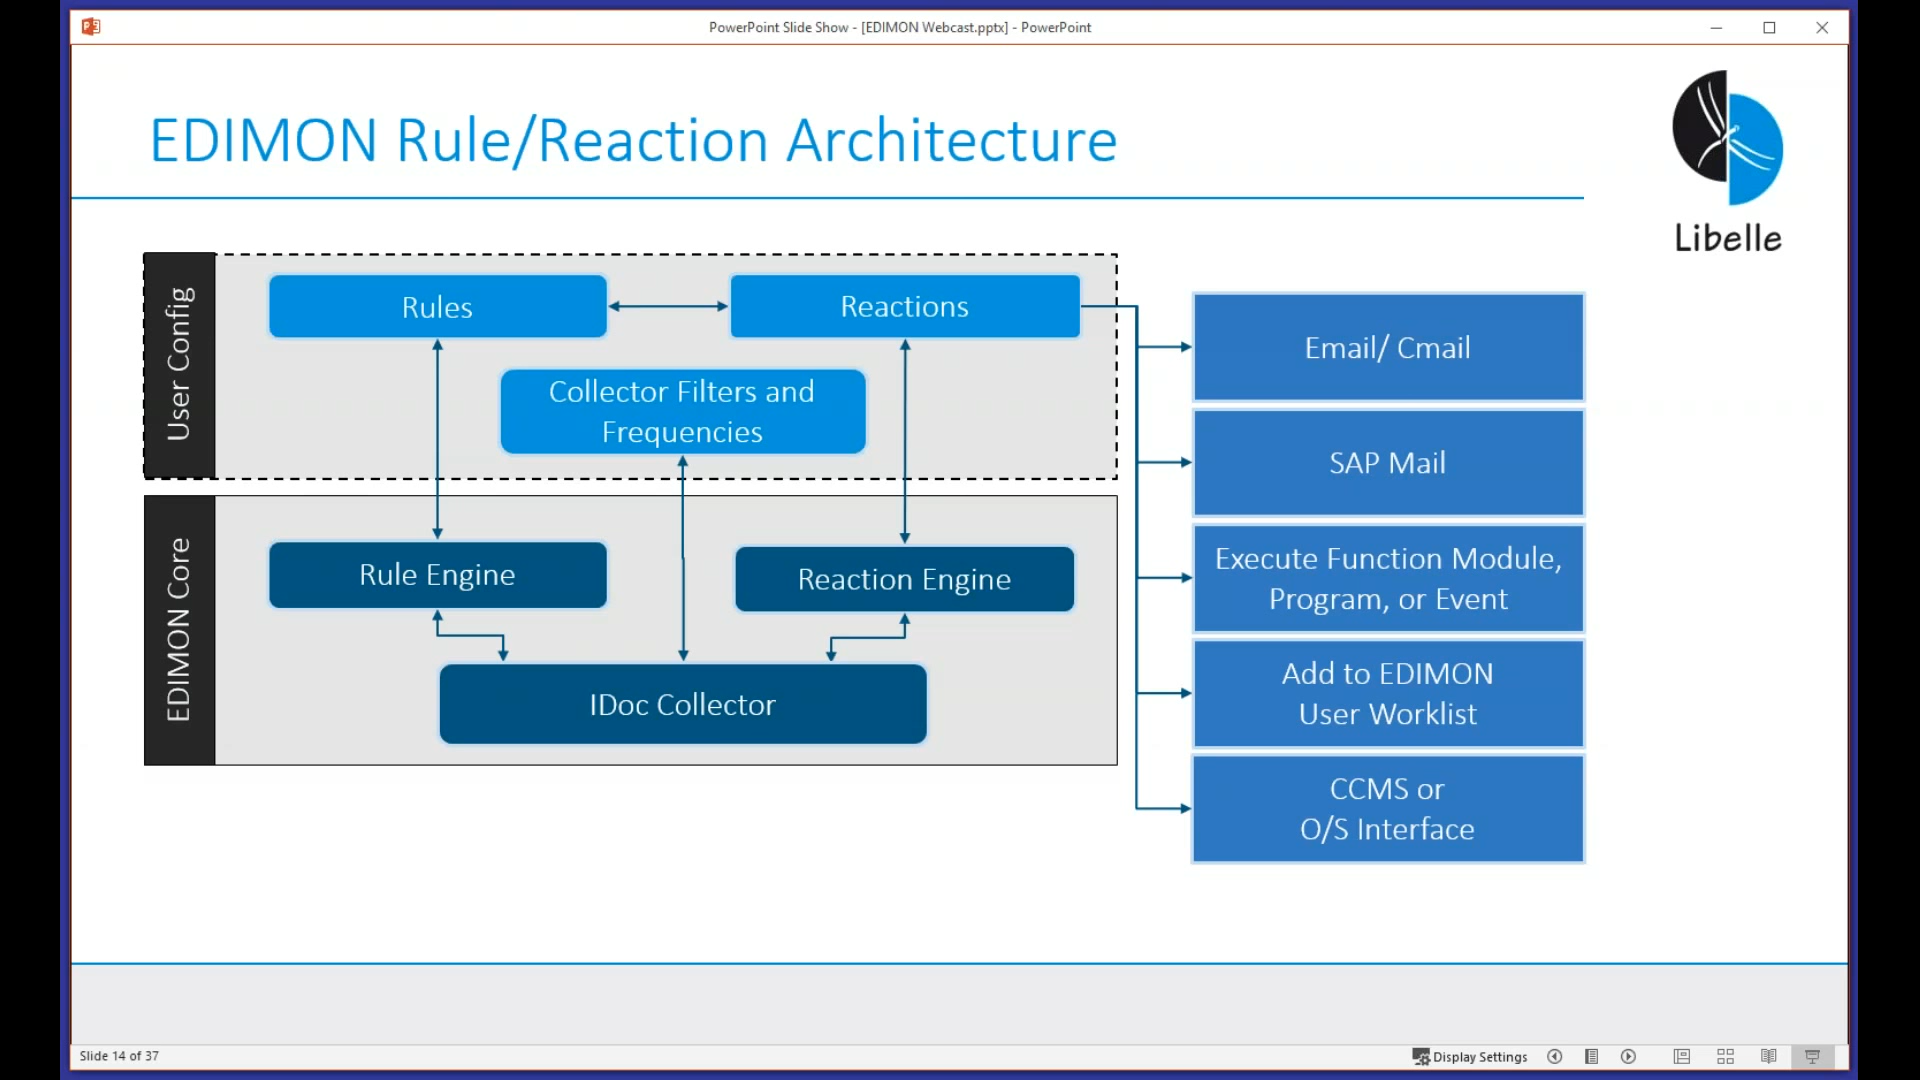 PowerPoint Slide Show - [EDIMON Webcast.pptx] - PowerPoint
EDIMON Rule/Reaction Architecture
Libelle
User Config
Rules
Reactions
Collector Filters and
Frequencies
EDIMON Core
Rule Engine
Reaction Engine
IDoc Collector
Email/ Cmail
SAP Mail
Execute Function Module,
Program, or Event
Add to EDIMON
User Worklist
CCMS or
O/S Interface
Slide 14 of 37
Display Settings